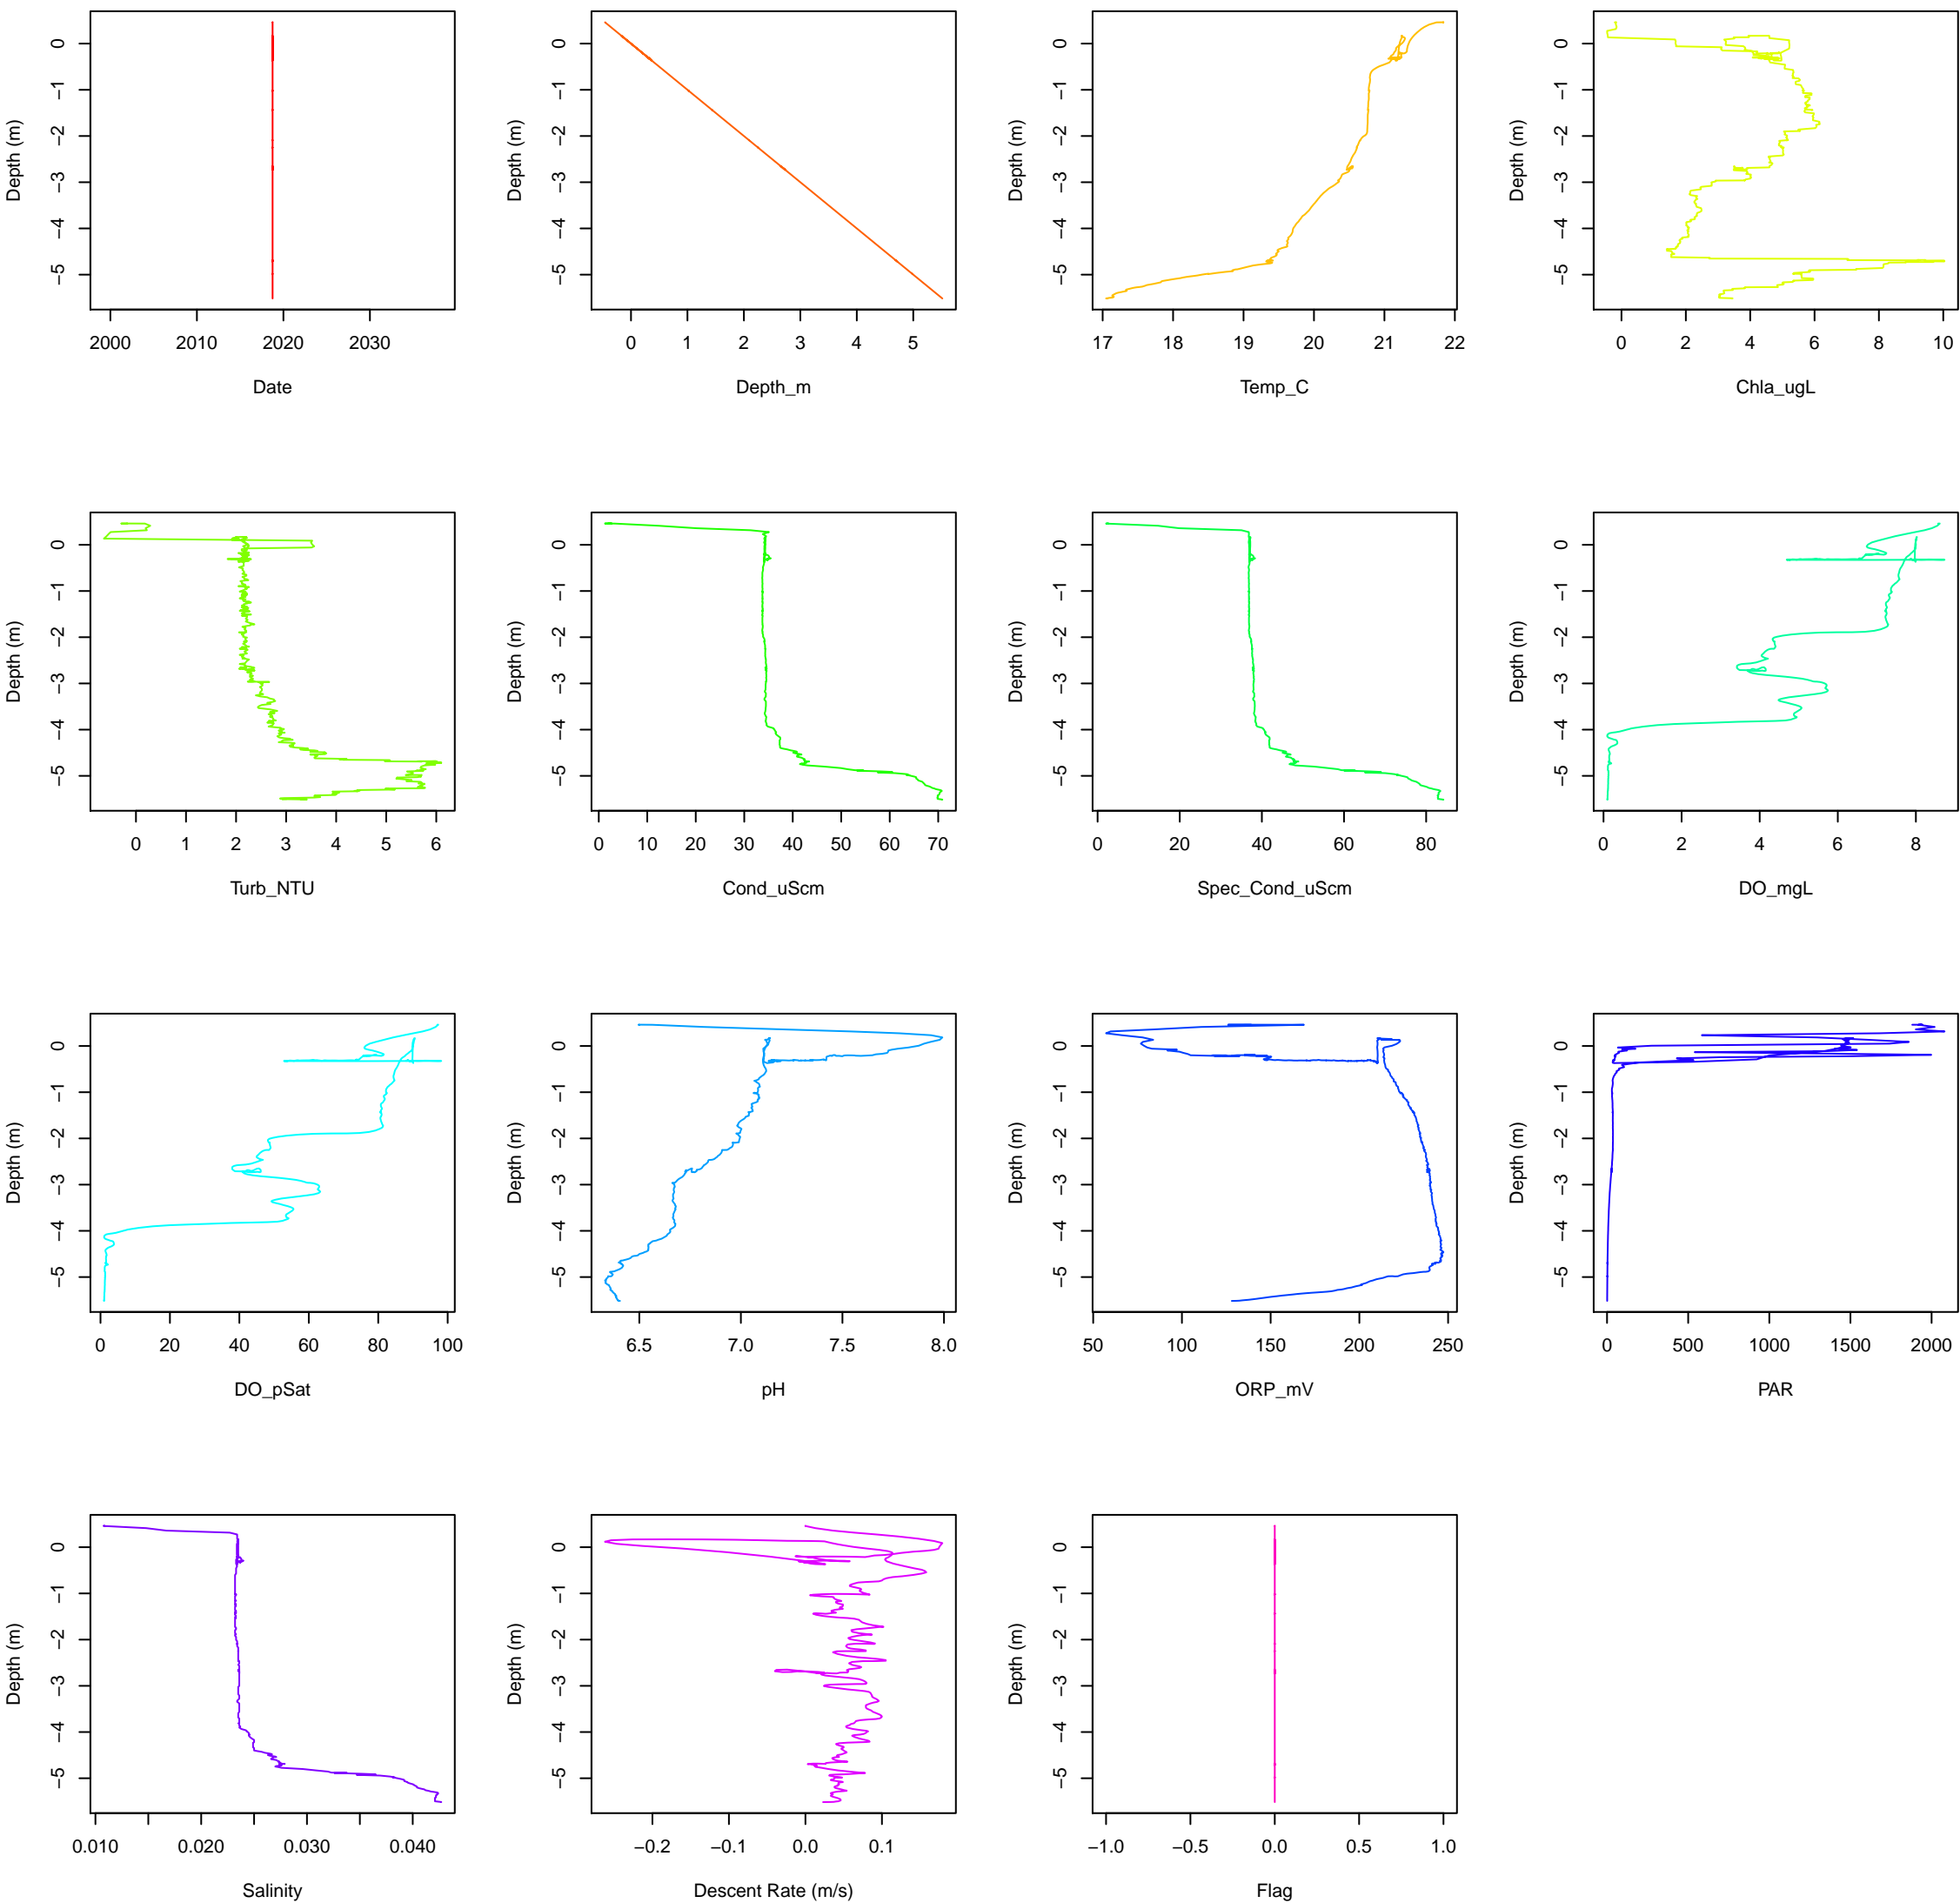 0 −1 −2 −3 −4 −5
Depth (m)
2000 2010 2020 2030
Date
0 −1 −2 −3 −4 −5
Depth (m)
0 1 2 3 4 5
Depth_m
0 −1 −2 −3 −4 −5
Depth (m)
17 18 19 20 21 22
Temp_C
0 −1 −2 −3 −4 −5
Depth (m)
0 2 4 6 8 10
Chla_ugL
0 −1 −2 −3 −4 −5
Depth (m)
0 1 2 3 4 5 6
Turb_NTU
0 −1 −2 −3 −4 −5
Depth (m)
0 10 20 30 40 50 60 70
Cond_uScm
0 −1 −2 −3 −4 −5
Depth (m)
0 20 40 60 80
Spec_Cond_uScm
0 −1 −2 −3 −4 −5
Depth (m)
0 2 4 6 8
DO_mgL
0 −1 −2 −3 −4 −5
Depth (m)
0 20 40 60 80 100
DO_pSat
0 −1 −2 −3 −4 −5
Depth (m)
6.5 7.0 7.5 8.0
pH
0 −1 −2 −3 −4 −5
Depth (m)
50 100 150 200 250
ORP_mV
0 −1 −2 −3 −4 −5
Depth (m)
0 500 1000 1500 2000
PAR
0 −1 −2 −3 −4 −5
Depth (m)
0.010 0.020 0.030 0.040
Salinity
0 −1 −2 −3 −4 −5
Depth (m)
−0.2 −0.1 0.0 0.1
Descent Rate (m/s)
0 −1 −2 −3 −4 −5
Depth (m)
−1.0 −0.5 0.0 0.5 1.0
Flag